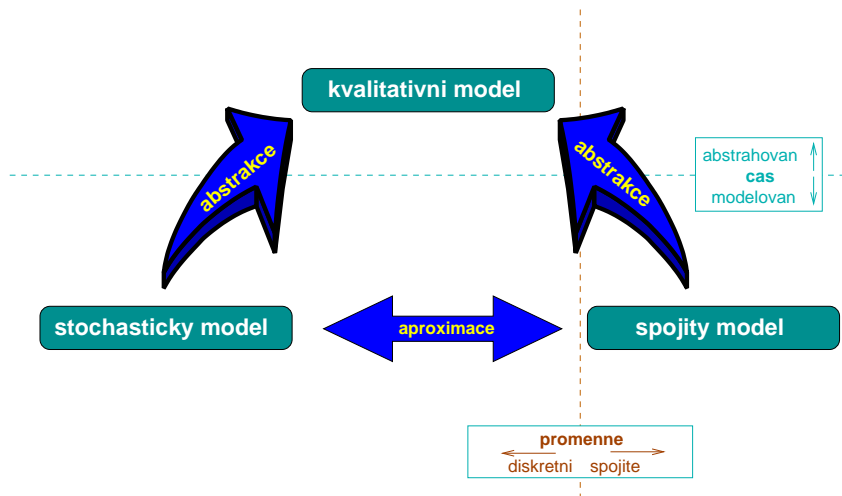 kvalitativni model
abstrakce
abstrakce
abstrahovan
cas
modelovan
stochasticky model
aproximace
spojity model
promenne
diskretni spojite